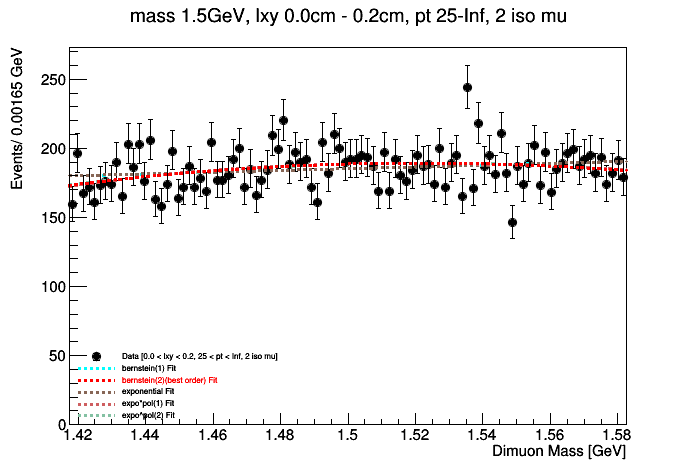 mass 1.5GeV, lxy 0.0cm - 0.2cm, pt 25-Inf, 2 iso mu
Events/ 0.00165 GeV
250
200
150
100
50
0
Data [0.0 < lxy < 0.2, 25 < pt < Inf, 2 iso mu]
bernstein(1) Fit
bernstein(2)(best order) Fit
exponential Fit
expo*pol(1) Fit
expo*pol(2) Fit
1.42 1.44 1.46 1.48 1.5 1.52 1.54 1.56 1.58
Dimuon Mass [GeV]